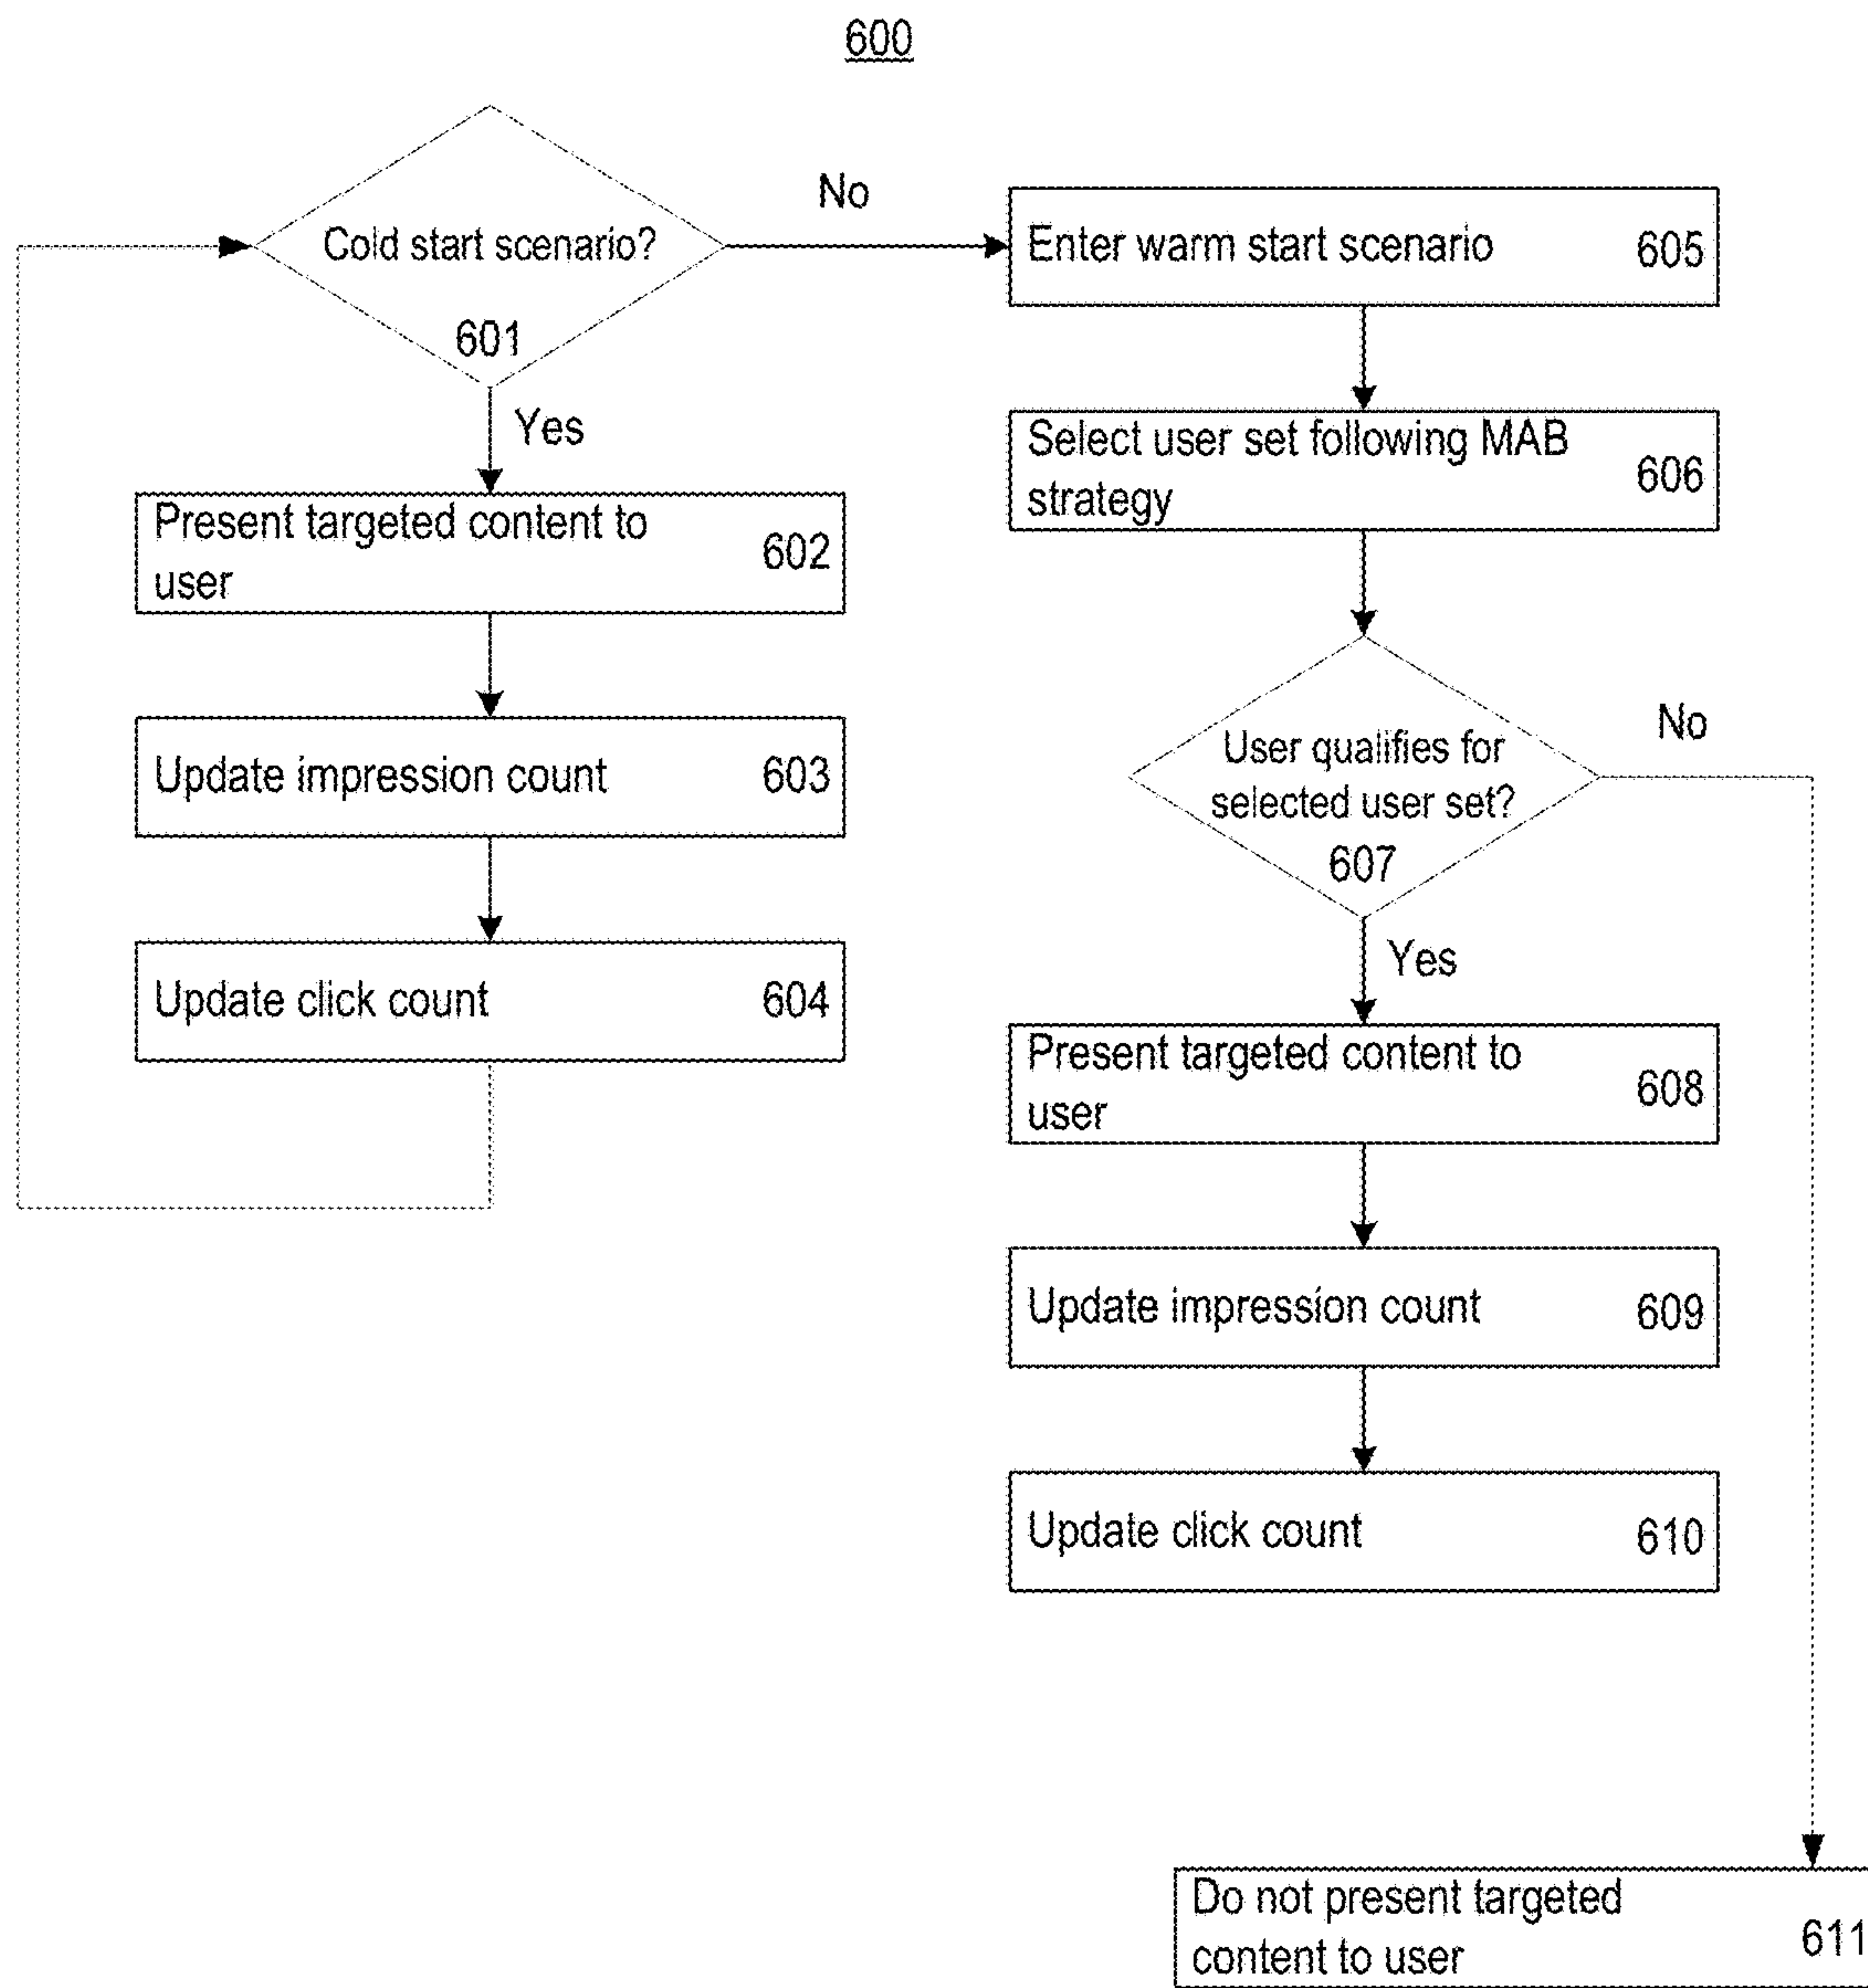 600
Cold start scenario?
601
No
Yes
Present targeted content to
user
602
Update impression count 603
Update click count 604
Enter warm start scenario 605
Select user set following MAB
strategy
606
User qualifies for
selected user set?
607
No
Yes
Present targeted content to
user
608
Update impression count 609
Update click count 610
Do not present targeted
content to user
611